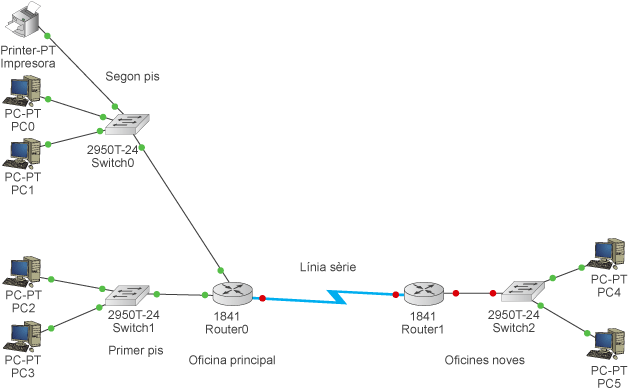 Printer-PT
Impresora
Segon pis
PC-PT
PC0
2950T-24
Switch0
PC-PT
PC1
Línia sèrie
PC-PT
PC2
2950T-24
Switch1
1841
Router0
1841
Router1
2950T-24
Switch2
PC-PT
PC4
PC-PT
PC3
Primer pis
Oficina principal
Oficines noves
PC-PT
PC5